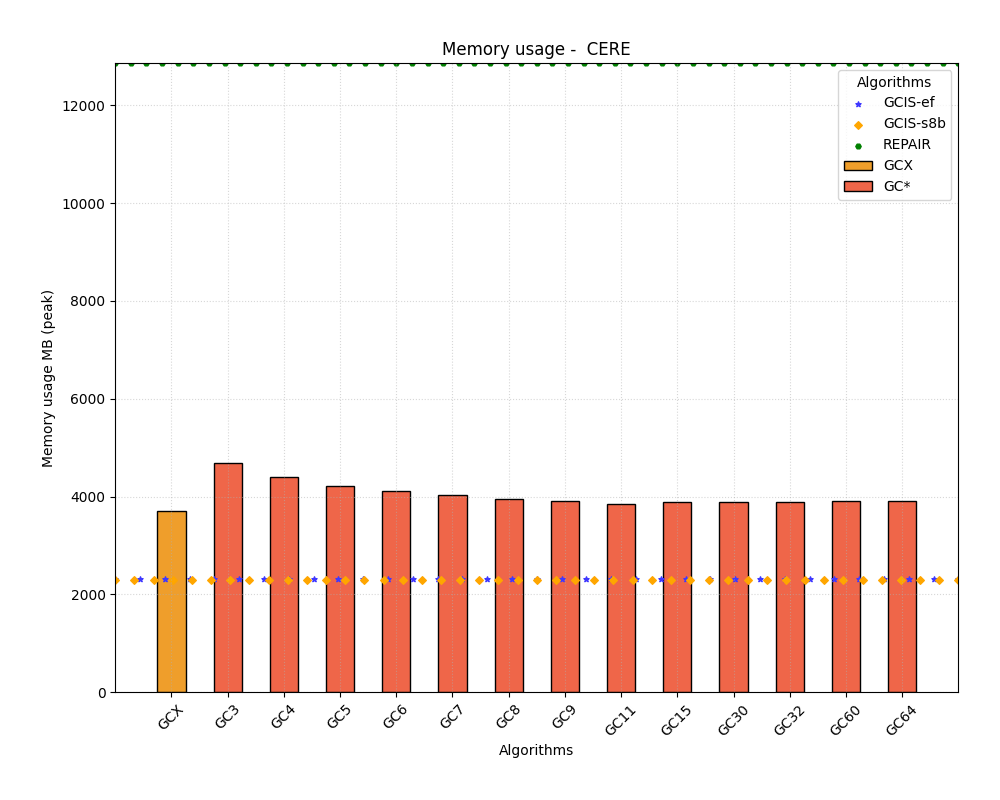 Memory usage -  CERE
Algorithms
GCIS-ef
GCIS-s8b
REPAIR
GCX
GC*
Memory usage MB (peak)
12000
10000
8000
6000
4000
2000
0
GCX GC3 GC4 GC5 GC6 GC7 GC8 GC9 GC11 GC15 GC30 GC32 GC60 GC64
Algorithms